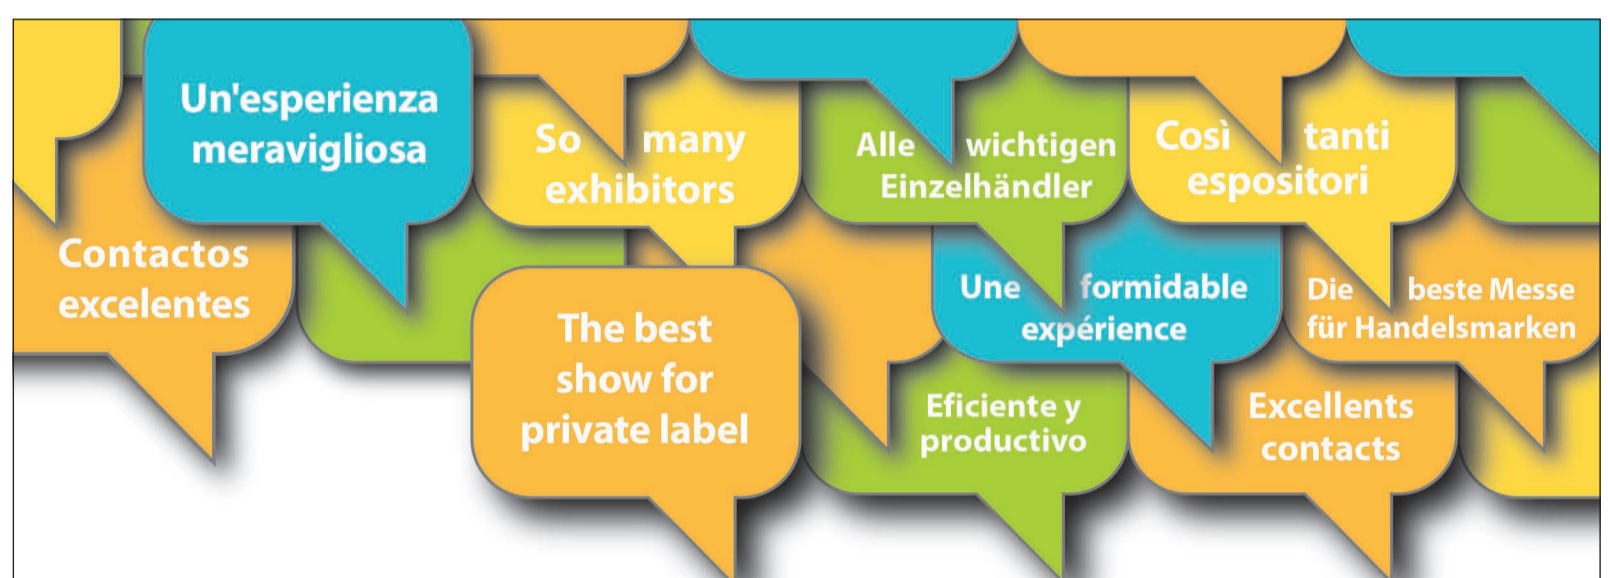 Un'esperienza
meravigliosa
So many
exhibitors
Alle wichtigen
Einzelhändler
Così tanti
espositori
Contactos
excelentes
The best
show for
private label
Une formidable
expérience
Die beste Messe
für Handelsmarken
Eficiente y
productivo
Excellents
contacts